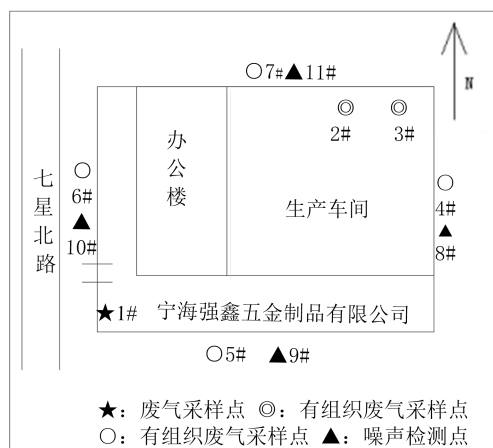 ○7#▲11#
N
◎ ◎
2# 3#
办公楼
七星北路
○
6#
▲
10#
生产车间
○
4#
▲
8#
★1# 宁海强鑫五金制品有限公司
○5# ▲9#
★：废气采样点 ◎：有组织废气采样点
○：有组织废气采样点 ▲：噪声检测点